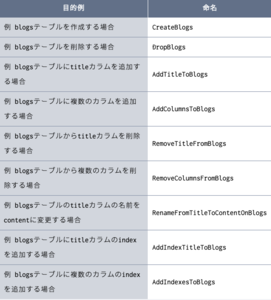 目的例
命名
例 blogsテーブルを作成する場合
CreateBlogs
例 blogsテーブルを削除する場合
DropBlogs
例 blogsテーブルにtitleカラムを追加す
る場合
AddTitleToBlogs
例 blogsテーブルに複数のカラムを追加
する場合
AddColumnsToBlogs
例 blogsテーブルからtitleカラムを削除
する場合
RemoveTitleFromBlogs
例 blogsテーブルから複数のカラムを削
除する場合
RemoveColumnsFromBlogs
例 blogsテーブルのtitleカラムの名前を
contentに変更する場合
RenameFromTitleToContentOnBlogs
例 blogsテーブルにtitleカラムのindex
を追加する場合
AddIndexTitleToBlogs
例 blogsテーブルに複数カラムのindex
を追加する場合
AddIndexesToBlogs